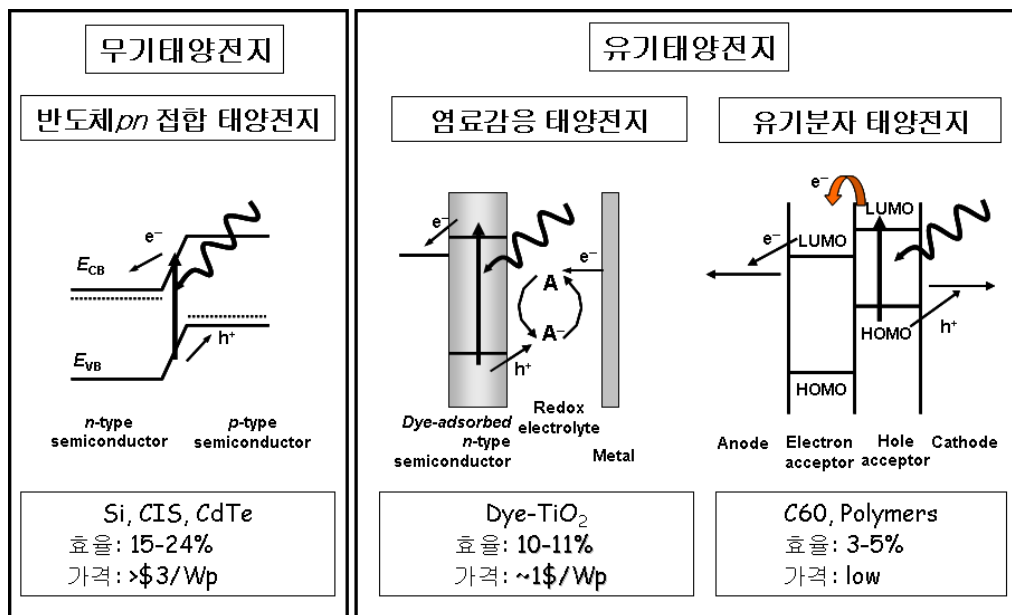 무기태양전지
반도체pn 접합 태양전지
e⁻
E_CB
h⁺
E_VB
n-type
semiconductor
p-type
semiconductor
Si, CIS, CdTe
효율: 15-24%
가격: >$3/Wp
유기태양전지
염료감응 태양전지
e⁻
e⁻
A
A⁻
h⁺
Dye-adsorbed
n-type
semiconductor
Redox
electrolyte
Metal
Dye-TiO₂
효율: 10-11%
가격: ~1$/Wp
유기분자 태양전지
e⁻
LUMO
e⁻
LUMO
HOMO
h⁺
HOMO
Anode
Electron
acceptor
Hole
acceptor
Cathode
C60, Polymers
효율: 3-5%
가격: low